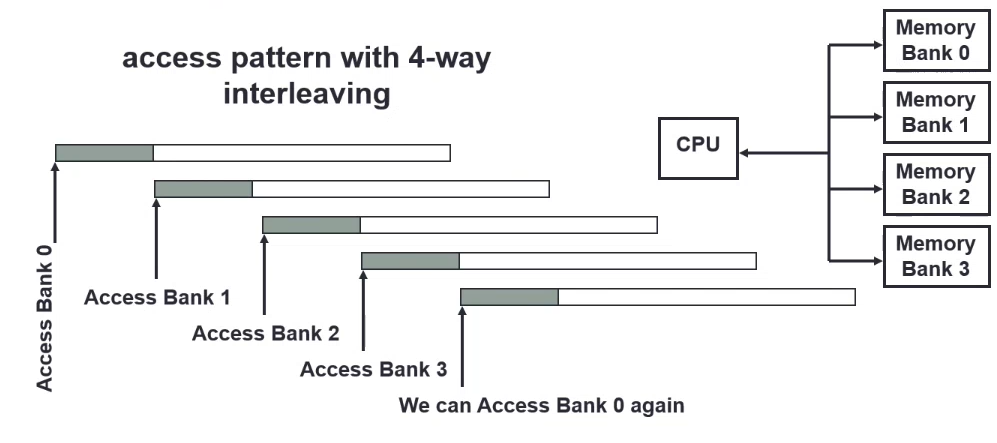 access pattern with 4-way
interleaving
Memory
Bank 0
Memory
Bank 1
CPU
Memory
Bank 2
Memory
Bank 3
Access Bank 0
Access Bank 1
Access Bank 2
Access Bank 3
We can Access Bank 0 again